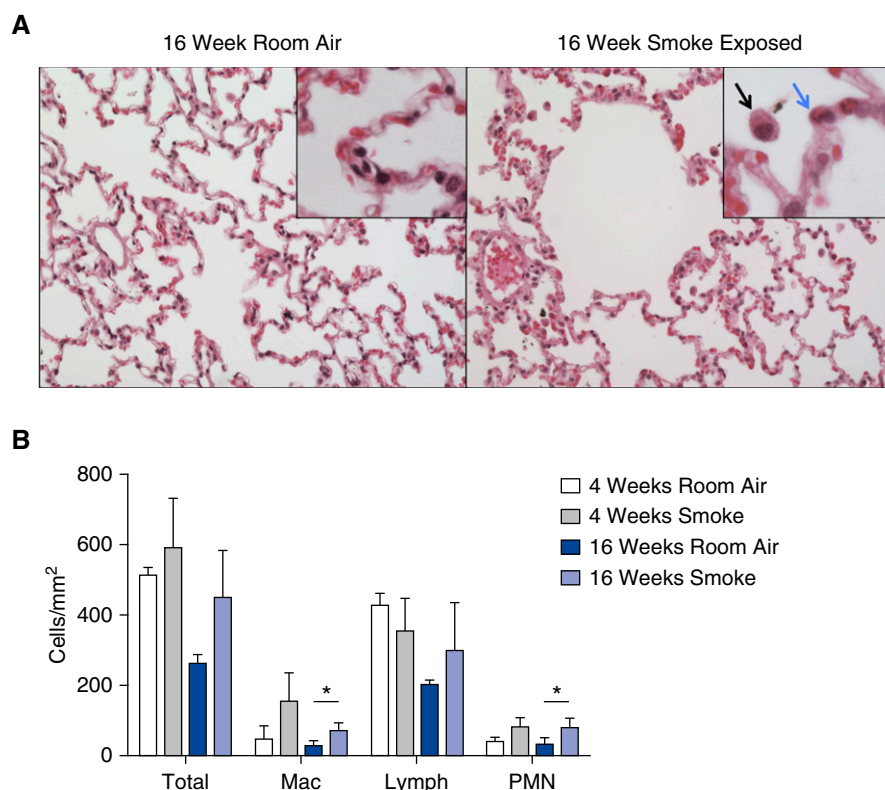 A
16 Week Room Air
16 Week Smoke Exposed
B
800
600
400
200
0
Cells/mm²
4 Weeks Room Air
4 Weeks Smoke
16 Weeks Room Air
16 Weeks Smoke
*
*
Total
Mac
Lymph
PMN